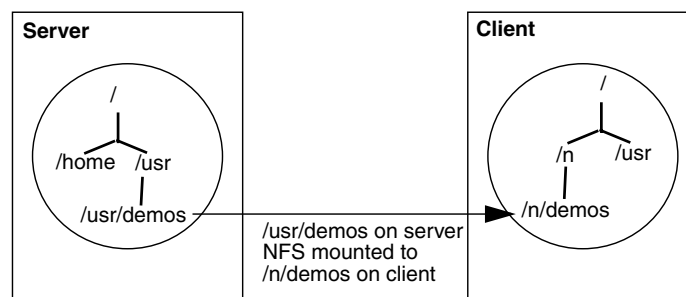 Server
/
/home
/usr
/usr/demos
/usr/demos on server
NFS mounted to
/n/demos on client
Client
/
/n
/usr
/n/demos